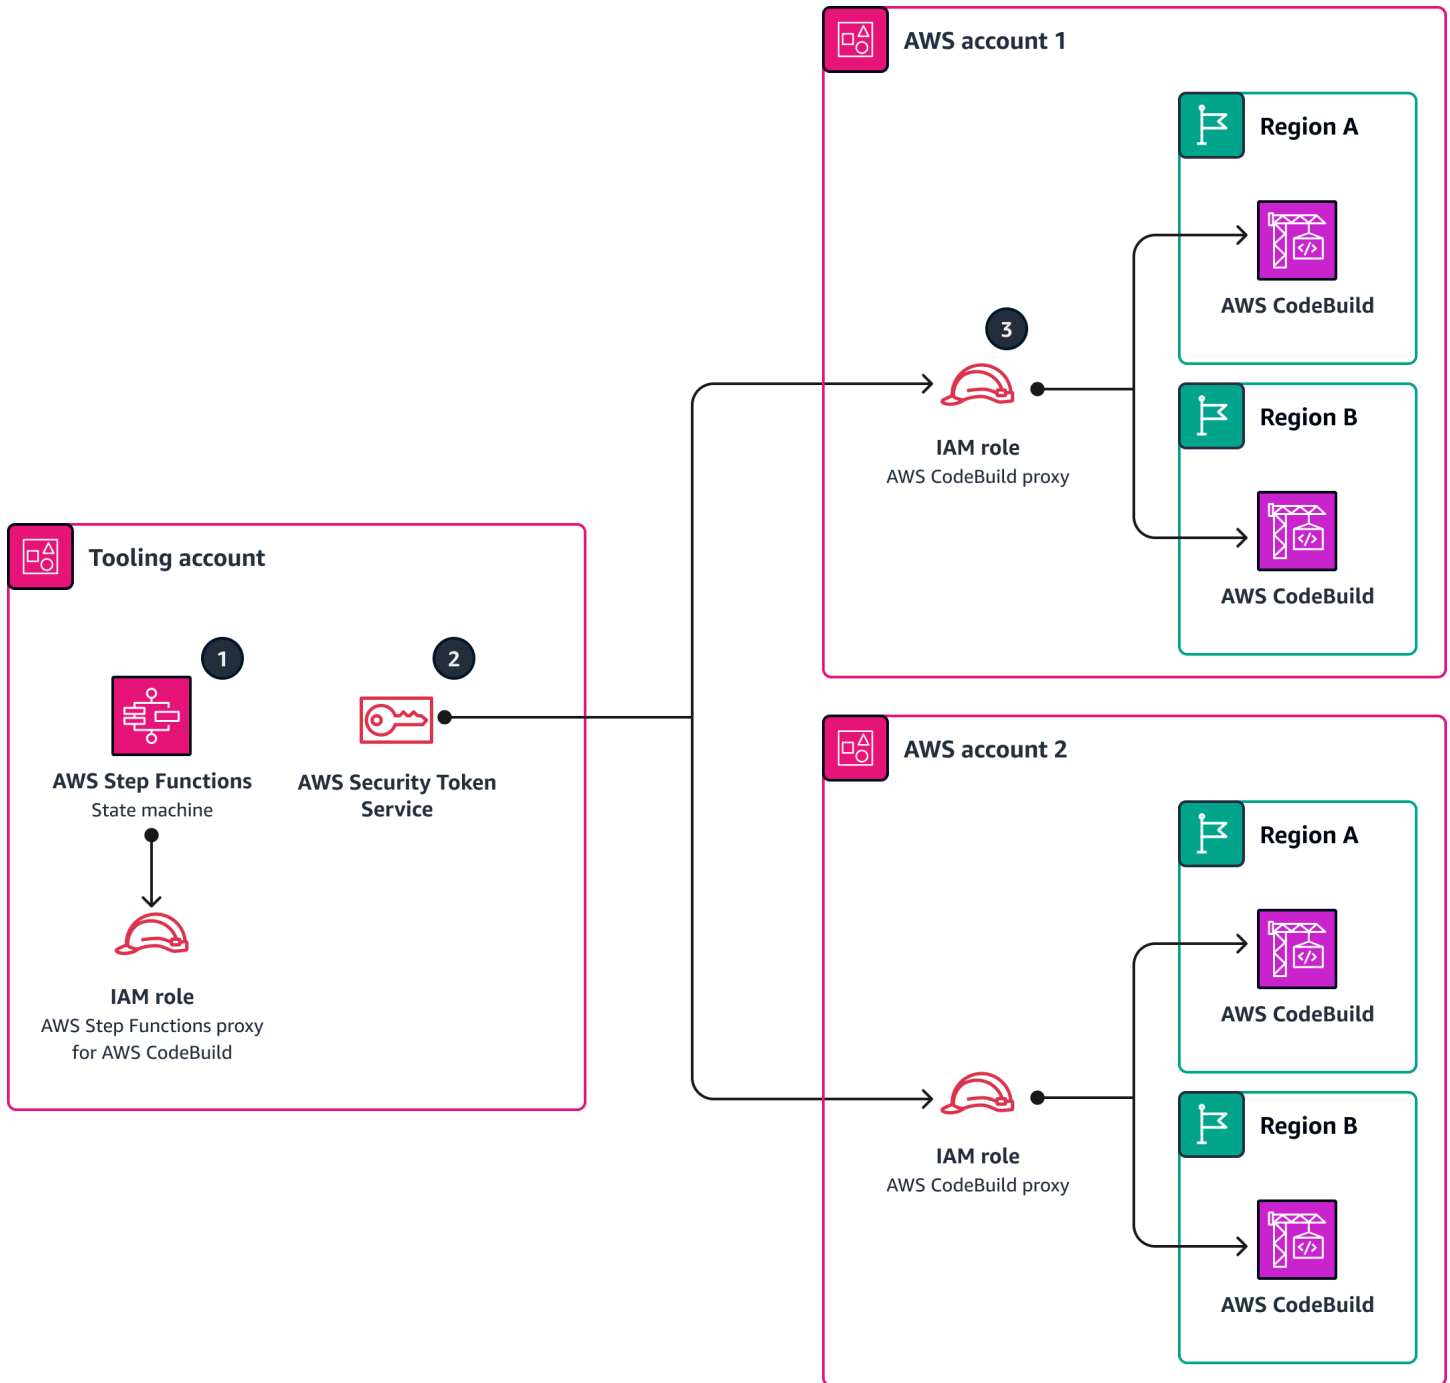 AWS account 1
Region A
AWS CodeBuild
3
IAM role
AWS CodeBuild proxy
Region B
AWS CodeBuild
Tooling account
1
2
AWS Step Functions
State machine
AWS Security Token
Service
IAM role
AWS Step Functions proxy
for AWS CodeBuild
AWS account 2
Region A
AWS CodeBuild
IAM role
AWS CodeBuild proxy
Region B
AWS CodeBuild